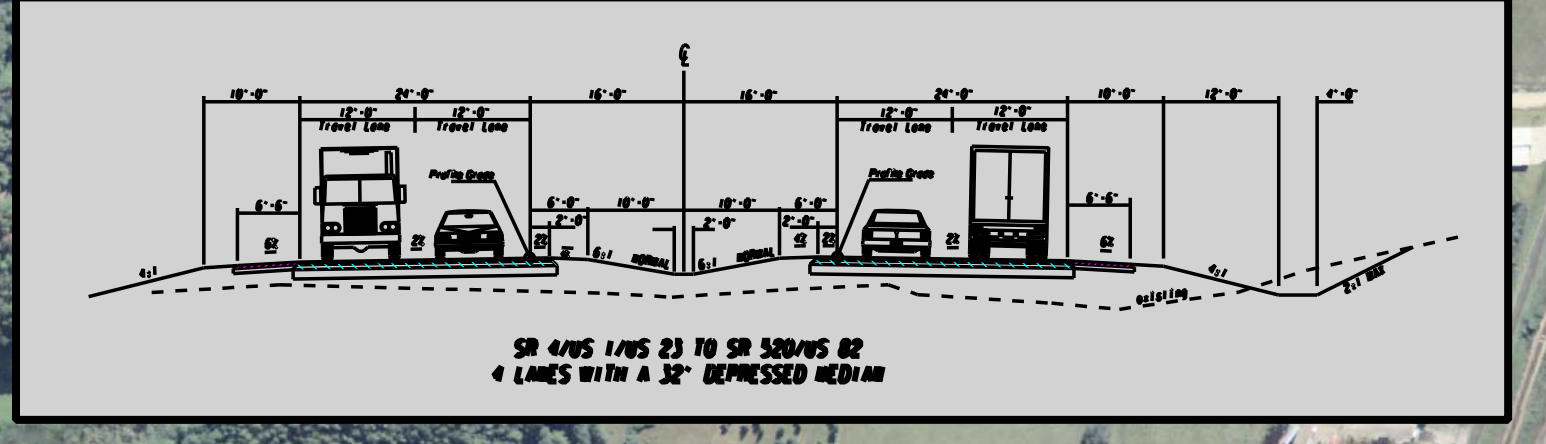 ℄
10'-0" 24'-0" 16'-0" 16'-0" 24'-0" 10'-0" 12'-0" 4'-0"
12'-0" 12'-0" 12'-0" 12'-0"
Travel Lane Travel Lane Travel Lane Travel Lane
Profile Grade Profile Grade
6'-6" 6'-0" 10'-0" 10'-0" 6'-0" 6'-6"
2'-0" 2'-0" 2'-0"
6% 2% 2% 4% 4% 2% 2% 6%
4:1 6:1 NORMAL 6:1 NORMAL 4:1
existing 2:1 MAX
SR 4/US 1/US 23 TO SR 520/US 82
4 LANES WITH A 32' DEPRESSED MEDIAN